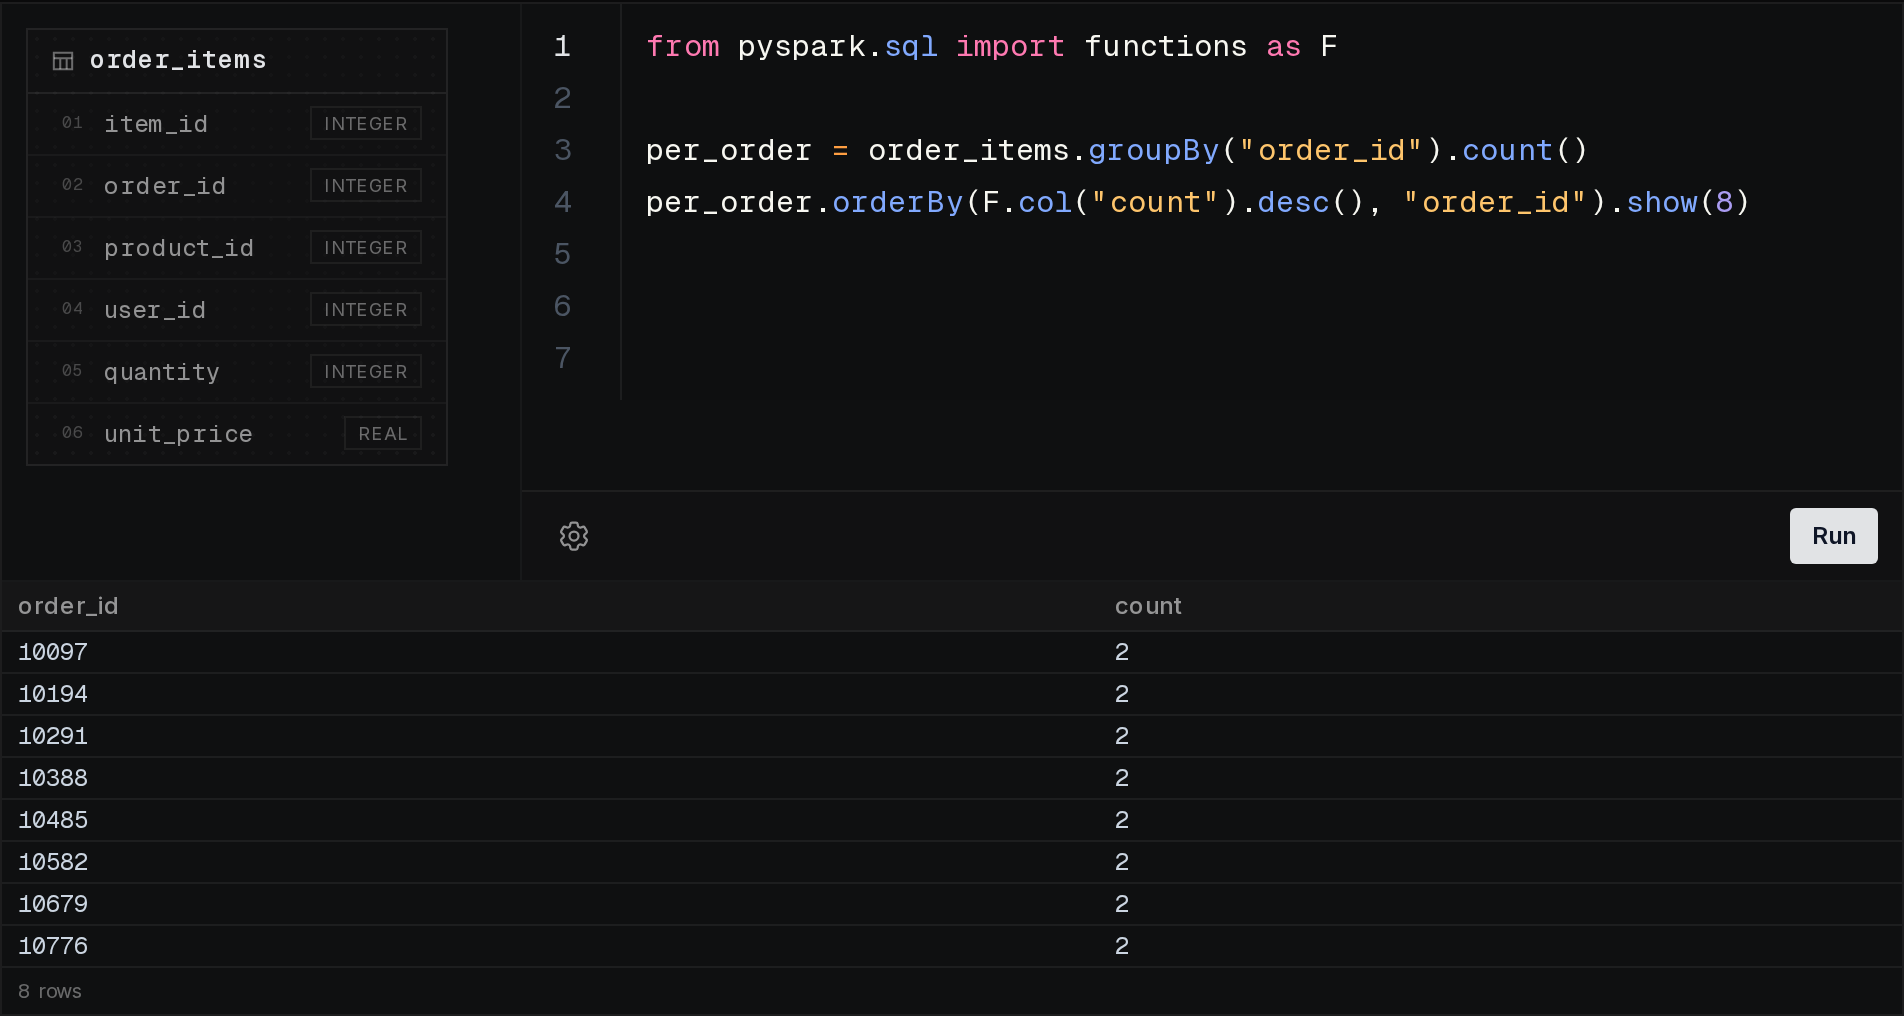 order_items
01 item_id INTEGER
02 order_id INTEGER
03 product_id INTEGER
04 user_id INTEGER
05 quantity INTEGER
06 unit_price REAL
1 from pyspark.sql import functions as F
2
3 per_order = order_items.groupBy("order_id").count()
4 per_order.orderBy(F.col("count").desc(), "order_id").show(8)
5
6
7
Run
order_id count
10097 2
10194 2
10291 2
10388 2
10485 2
10582 2
10679 2
10776 2
8 rows